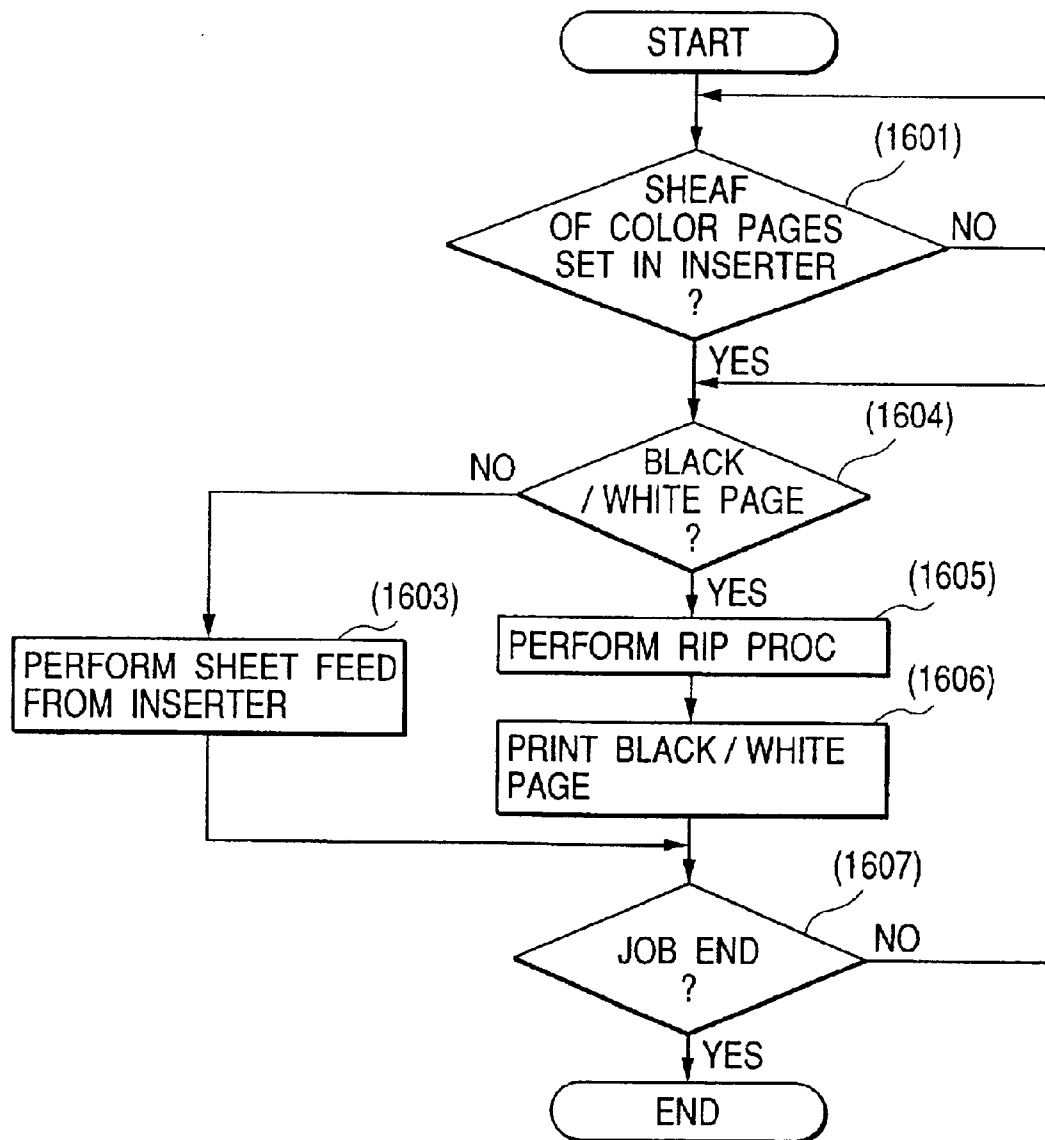 START
(1601)
SHEAF
OF COLOR PAGES
SET IN INSERTER
?
NO
YES
(1604)
NO
BLACK
/ WHITE PAGE
?
YES
(1603)
(1605)
PERFORM SHEET FEED
FROM INSERTER
PERFORM RIP PROC
(1606)
PRINT BLACK / WHITE
PAGE
(1607)
JOB END
?
NO
YES
END